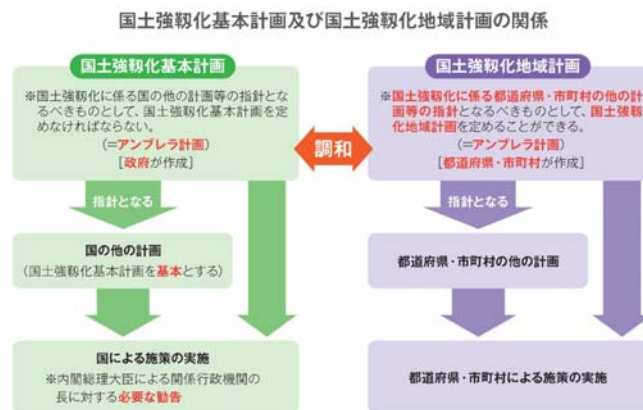 国土強靱化基本計画及び国土強靱化地域計画の関係
国土強靱化基本計画
※国土強靱化に係る国の他の計画等の指針とな
るべきものとして、国土強靱化基本計画を定
めなければならない。
(=アンブレラ計画)
[政府が作成]
指針となる
国の他の計画
(国土強靱化基本計画を基本とする)
国による施策の実施
※内閣総理大臣による関係行政機関の
長に対する必要な勧告
調和
国土強靱化地域計画
※国土強靱化に係る都道府県・市町村の他の計
画等の指針となるべきものとして、国土強靱
化地域計画を定めることができる。
(=アンブレラ計画)
[都道府県・市町村が作成]
指針となる
都道府県・市町村の他の計画
都道府県・市町村による施策の実施